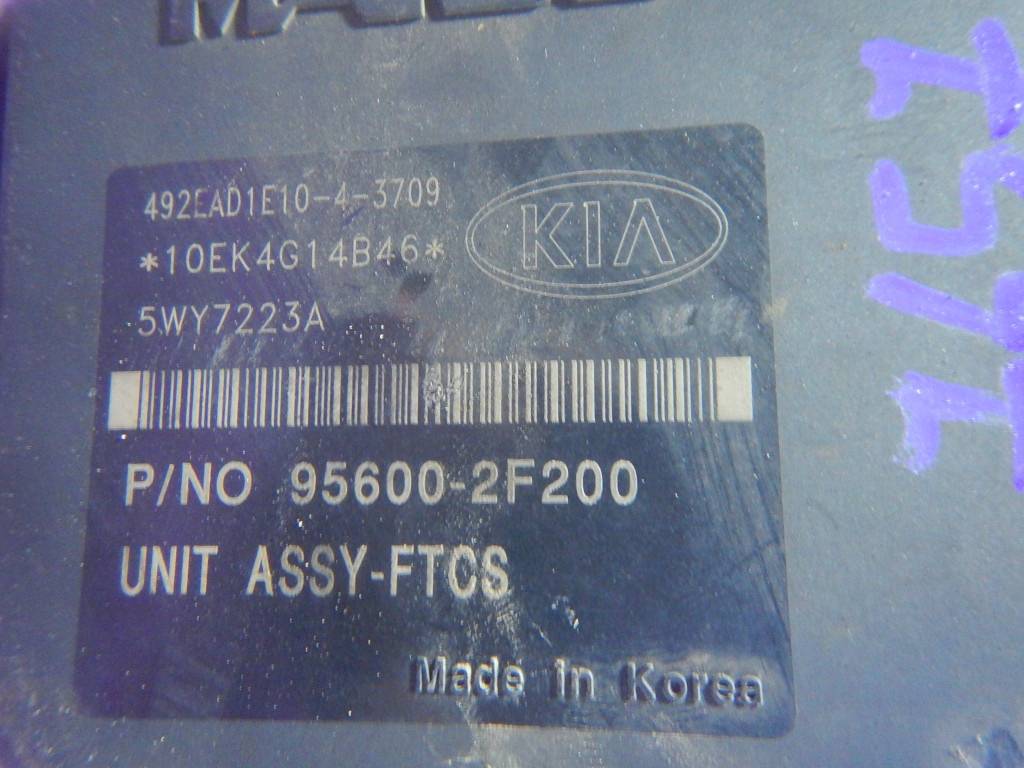 492EAD1E10-4-3709
*10EK4G14B46*
5WY7223A
KIA
P/NO 95600-2F200
UNIT ASSY-FTCS
Made in Korea